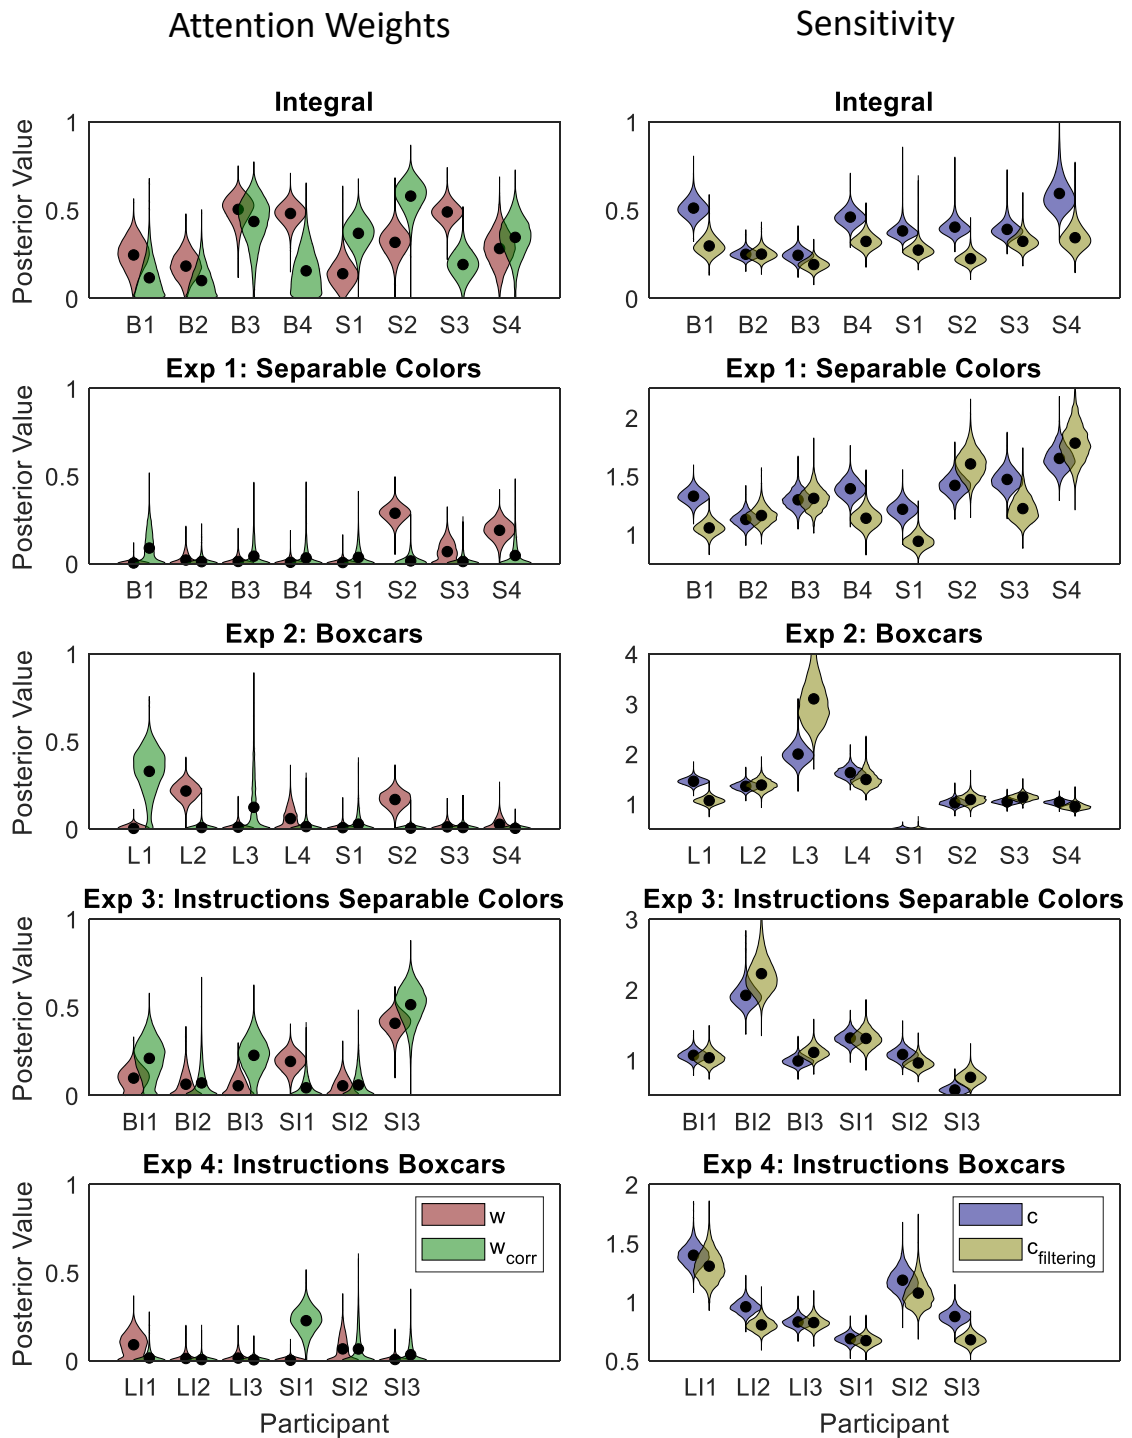 Attention Weights
Sensitivity
Integral
Posterior Value
1
0.5
0
B1 B2 B3 B4 S1 S2 S3 S4
Integral
1
0.5
0
B1 B2 B3 B4 S1 S2 S3 S4
Exp 1: Separable Colors
Posterior Value
1
0.5
0
B1 B2 B3 B4 S1 S2 S3 S4
Exp 1: Separable Colors
2
1.5
1
B1 B2 B3 B4 S1 S2 S3 S4
Exp 2: Boxcars
Posterior Value
1
0.5
0
L1 L2 L3 L4 S1 S2 S3 S4
Exp 2: Boxcars
4
3
2
1
L1 L2 L3 L4 S1 S2 S3 S4
Exp 3: Instructions Separable Colors
Posterior Value
1
0.5
0
BI1 BI2 BI3 SI1 SI2 SI3
Exp 3: Instructions Separable Colors
3
2
1
BI1 BI2 BI3 SI1 SI2 SI3
Exp 4: Instructions Boxcars
Posterior Value
1
0.5
0
w
w corr
LI1 LI2 LI3 SI1 SI2 SI3
Participant
Exp 4: Instructions Boxcars
2
1.5
1
0.5
c
c filtering
LI1 LI2 LI3 SI1 SI2 SI3
Participant